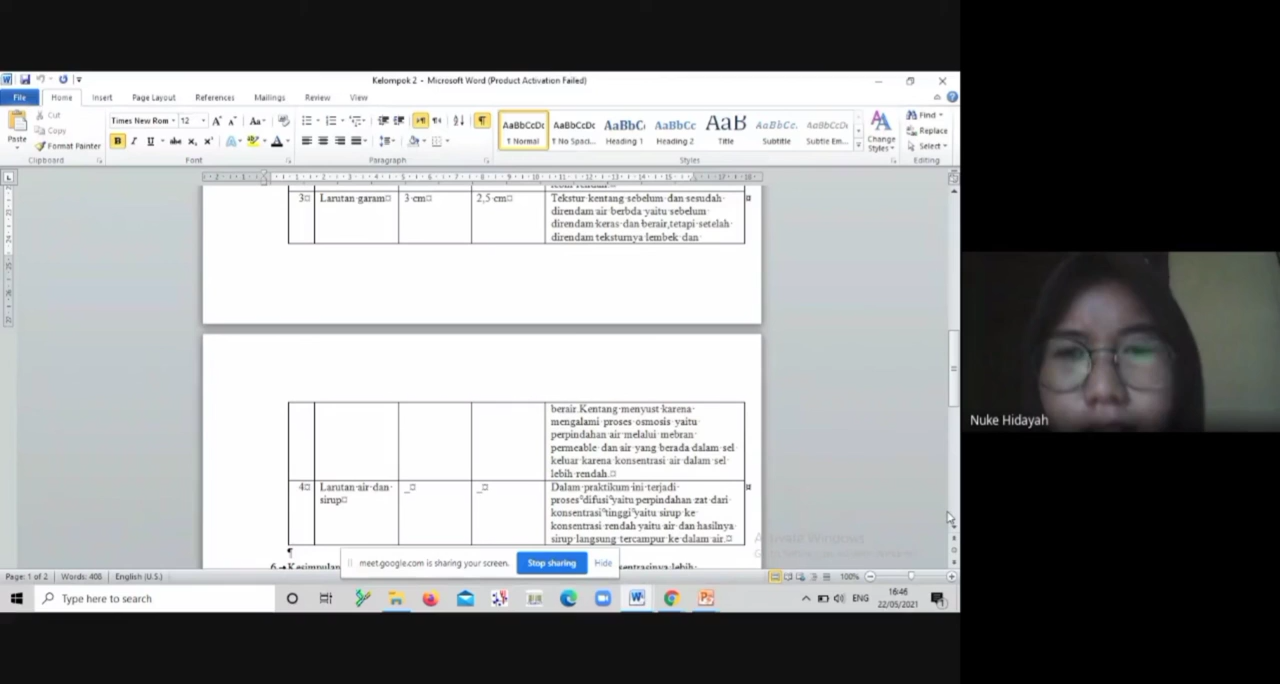 Kelompok 2 - Microsoft Word (Product Activation Failed)
File Home Insert Page Layout References Mailings Review View
Paste
Cut
Copy
Format Painter
Clipboard
Times New Rom 12
Font
Paragraph
AaBbCcDc AaBbCcDc AaBbC AaBbCc AaB AaBbCc. AaBbCcDi
¶ Normal ¶ No Spaci... Heading 1 Heading 2 Title Subtitle Subtle Em...
Change
Styles
Styles
Find
Replace
Select
Editing
3 Larutan garam 3 cm 2,5 cm Tekstur kentang sebelum dan sesudah
direndam air berbda yaitu sebelum
direndam keras dan berair,tetapi setelah
direndam teksturnya lembek dan
berair.Kentang menyust karena
mengalami proses osmosis yaitu
perpindahan air melalui mebran
permeable dan air yang berada dalam sel
keluar karena konsentrasi air dalam sel
lebih rendah.
4 Larutan air dan _ _ Dalam praktikum ini terjadi
sirup proses difusi yaitu perpindahan zat dari
konsentrasi tinggi yaitu sirup ke
konsentrasi rendah yaitu air dan hasilnya
sirup langsung tercampur ke dalam air.
Activate Windows
meet.google.com is sharing your screen. Stop sharing Hide
Page: 1 of 2 Words: 408 English (U.S.) 100%
Type here to search
ENG
16:46
22/05/2021
Nuke Hidayah